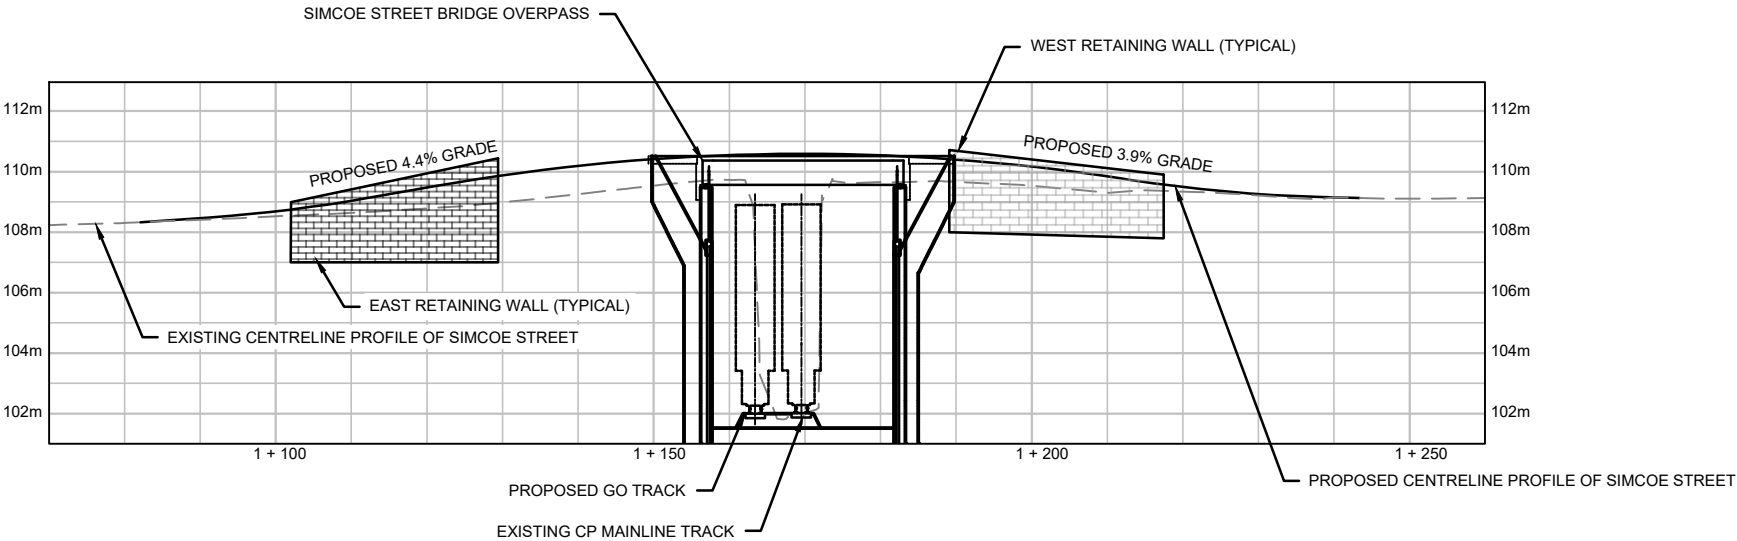 SIMCOE STREET BRIDGE OVERPASS
WEST RETAINING WALL (TYPICAL)
112m
112m
PROPOSED 4.4% GRADE
PROPOSED 3.9% GRADE
110m
110m
108m
108m
106m
106m
EAST RETAINING WALL (TYPICAL)
EXISTING CENTRELINE PROFILE OF SIMCOE STREET
104m
104m
102m
102m
1 + 100
1 + 150
1 + 200
1 + 250
PROPOSED CENTRELINE PROFILE OF SIMCOE STREET
PROPOSED GO TRACK
EXISTING CP MAINLINE TRACK